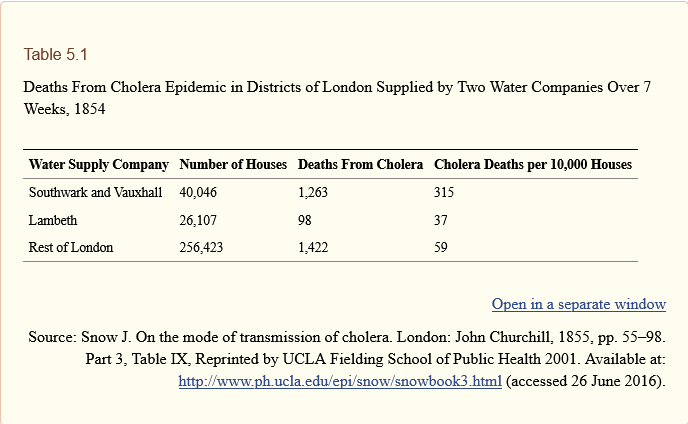 Table 5.1
Deaths From Cholera Epidemic in Districts of London Supplied by Two Water Companies Over 7
Weeks, 1854
Water Supply Company Number of Houses Deaths From Cholera Cholera Deaths per 10,000 Houses
Southwark and Vauxhall 40,046 1,263 315
Lambeth 26,107 98 37
Rest of London 256,423 1,422 59
Open in a separate window
Source: Snow J. On the mode of transmission of cholera. London: John Churchill, 1855, pp. 55–98.
Part 3, Table IX, Reprinted by UCLA Fielding School of Public Health 2001. Available at:
http://www.ph.ucla.edu/epi/snow/snowbook3.html (accessed 26 June 2016).